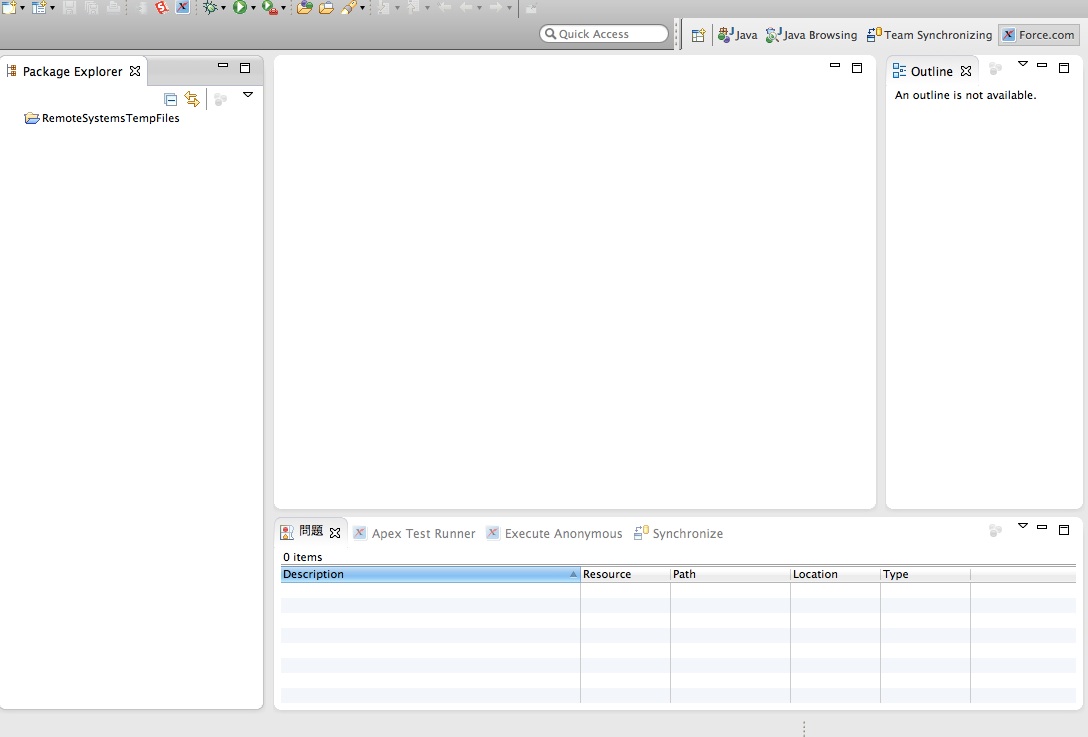 Quick Access
Java
Java Browsing
Team Synchronizing
Force.com
Package Explorer
RemoteSystemsTempFiles
Outline
An outline is not available.
問題
Apex Test Runner
Execute Anonymous
Synchronize
0 items
Description
Resource
Path
Location
Type